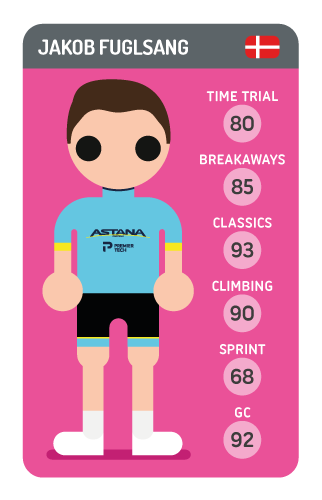 JAKOB FUGLSANG
TIME TRIAL
80
BREAKAWAYS
85
CLASSICS
93
CLIMBING
90
SPRINT
68
GC
92
ASTANA
PREMIER
TECH